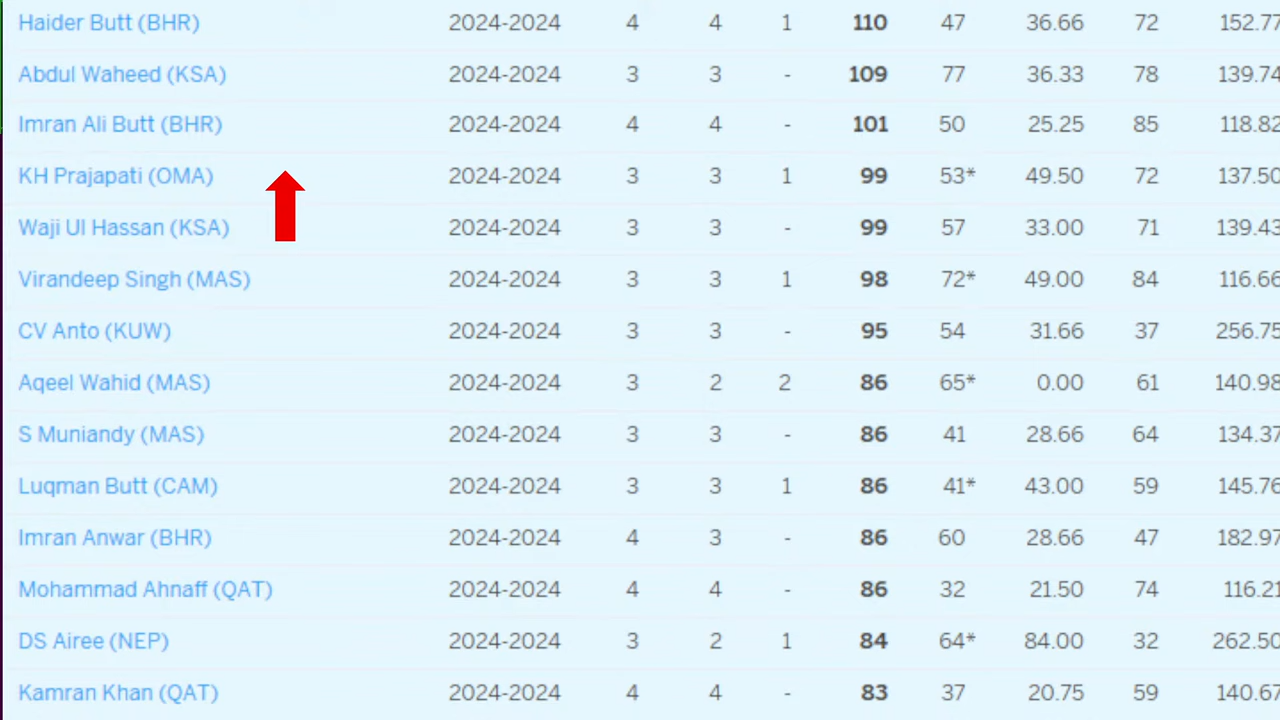 Haider Butt (BHR) 2024-2024 4 4 1 110 47 36.66 72 152.77
Abdul Waheed (KSA) 2024-2024 3 3 - 109 77 36.33 78 139.74
Imran Ali Butt (BHR) 2024-2024 4 4 - 101 50 25.25 85 118.82
KH Prajapati (OMA) 2024-2024 3 3 1 99 53* 49.50 72 137.50
Waji Ul Hassan (KSA) 2024-2024 3 3 - 99 57 33.00 71 139.43
Virandeep Singh (MAS) 2024-2024 3 3 1 98 72* 49.00 84 116.66
CV Anto (KUW) 2024-2024 3 3 - 95 54 31.66 37 256.75
Aqeel Wahid (MAS) 2024-2024 3 2 2 86 65* 0.00 61 140.98
S Muniandy (MAS) 2024-2024 3 3 - 86 41 28.66 64 134.37
Luqman Butt (CAM) 2024-2024 3 3 1 86 41* 43.00 59 145.76
Imran Anwar (BHR) 2024-2024 4 3 - 86 60 28.66 47 182.97
Mohammad Ahnaff (QAT) 2024-2024 4 4 - 86 32 21.50 74 116.21
DS Airee (NEP) 2024-2024 3 2 1 84 64* 84.00 32 262.50
Kamran Khan (QAT) 2024-2024 4 4 - 83 37 20.75 59 140.67